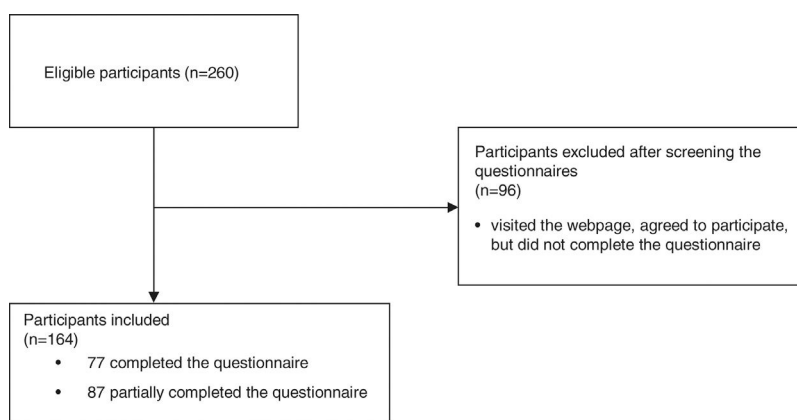 Eligible participants (n=260)
Participants excluded after screening the
questionnaires
(n=96)
• visited the webpage, agreed to participate,
but did not complete the questionnaire
Participants included
(n=164)
• 77 completed the questionnaire
• 87 partially completed the questionnaire